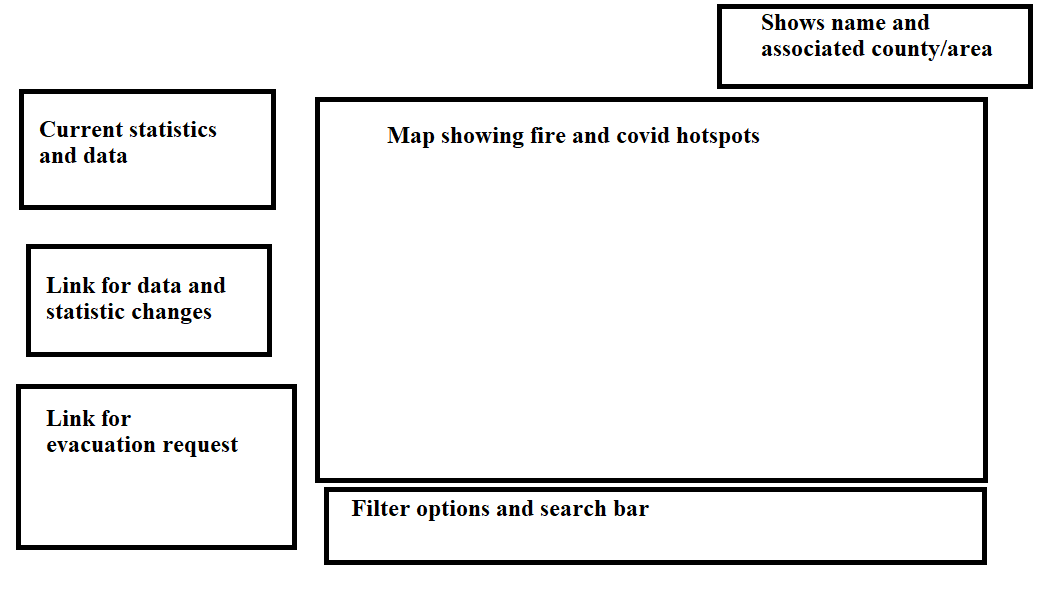 Shows name and
associated county/area
Current statistics
and data
Map showing fire and covid hotspots
Link for data and
statistic changes
Link for
evacuation request
Filter options and search bar